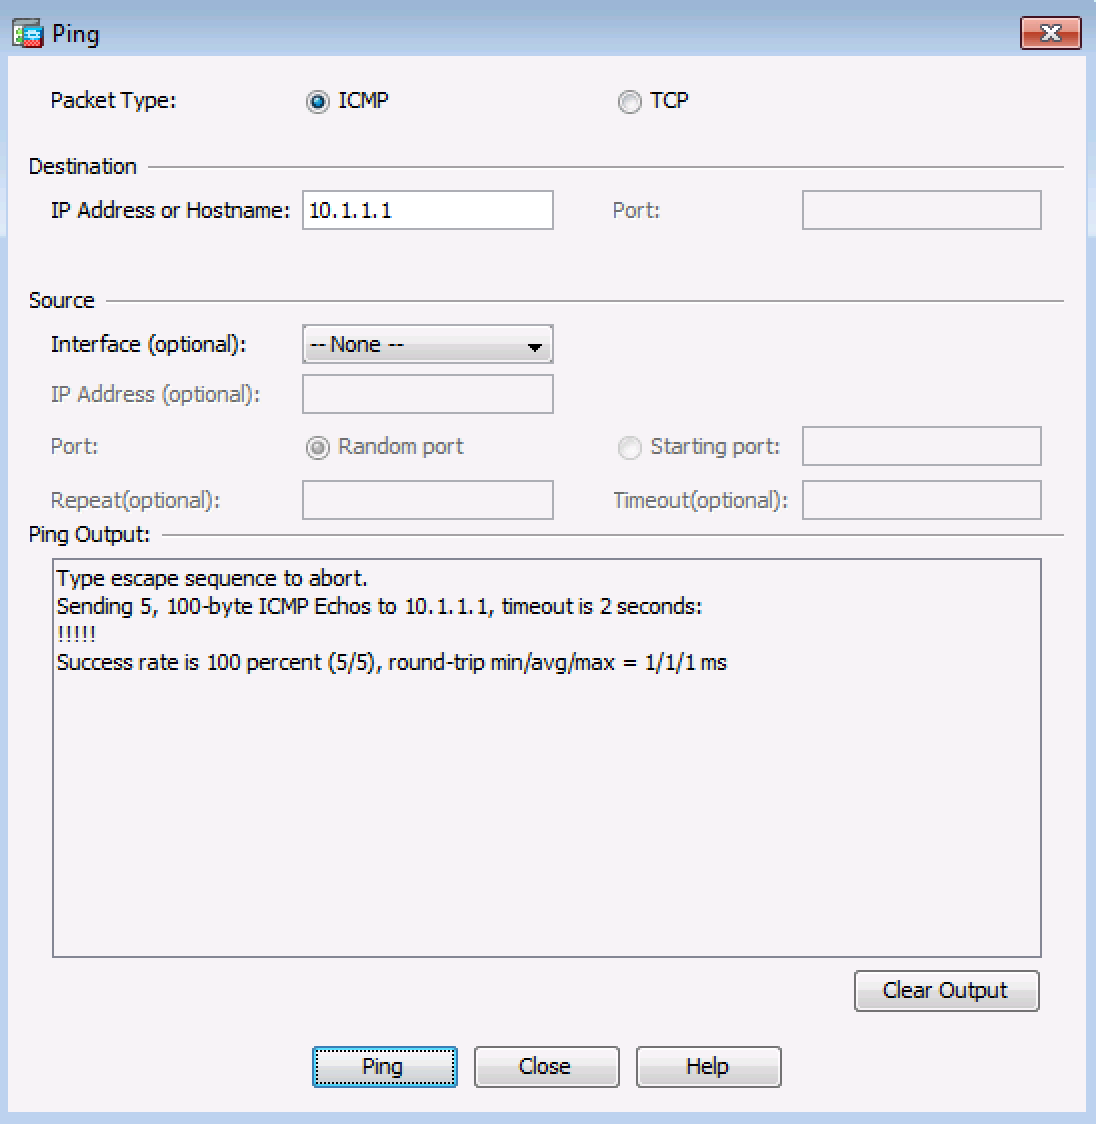 Ping
Packet Type: ICMP TCP
Destination
IP Address or Hostname: 10.1.1.1 Port:
Source
Interface (optional): -- None --
IP Address (optional):
Port: Random port Starting port:
Repeat(optional): Timeout(optional):
Ping Output:
Type escape sequence to abort.
Sending 5, 100-byte ICMP Echos to 10.1.1.1, timeout is 2 seconds:
!!!!!
Success rate is 100 percent (5/5), round-trip min/avg/max = 1/1/1 ms
Clear Output
Ping Close Help